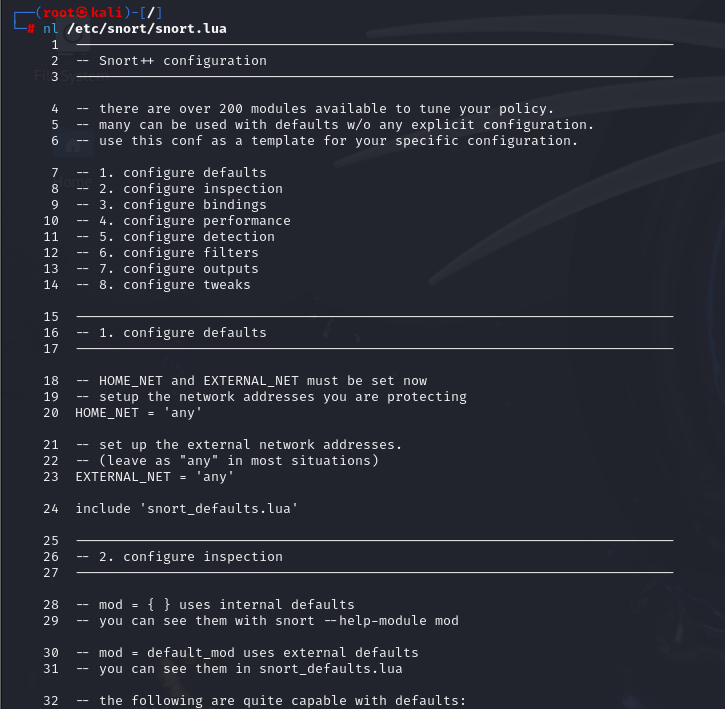 ┌──(root㉿kali)-[/]
└─# nl /etc/snort/snort.lua
1 ---------------------------------------------------------------------------
2 -- Snort++ configuration
3 ---------------------------------------------------------------------------
4 -- there are over 200 modules available to tune your policy.
5 -- many can be used with defaults w/o any explicit configuration.
6 -- use this conf as a template for your specific configuration.
7 -- 1. configure defaults
8 -- 2. configure inspection
9 -- 3. configure bindings
10 -- 4. configure performance
11 -- 5. configure detection
12 -- 6. configure filters
13 -- 7. configure outputs
14 -- 8. configure tweaks
15 ---------------------------------------------------------------------------
16 -- 1. configure defaults
17 ---------------------------------------------------------------------------
18 -- HOME_NET and EXTERNAL_NET must be set now
19 -- setup the network addresses you are protecting
20 HOME_NET = 'any'
21 -- set up the external network addresses.
22 -- (leave as "any" in most situations)
23 EXTERNAL_NET = 'any'
24 include 'snort_defaults.lua'
25 ---------------------------------------------------------------------------
26 -- 2. configure inspection
27 ---------------------------------------------------------------------------
28 -- mod = { } uses internal defaults
29 -- you can see them with snort --help-module mod
30 -- mod = default_mod uses external defaults
31 -- you can see them in snort_defaults.lua
32 -- the following are quite capable with defaults: